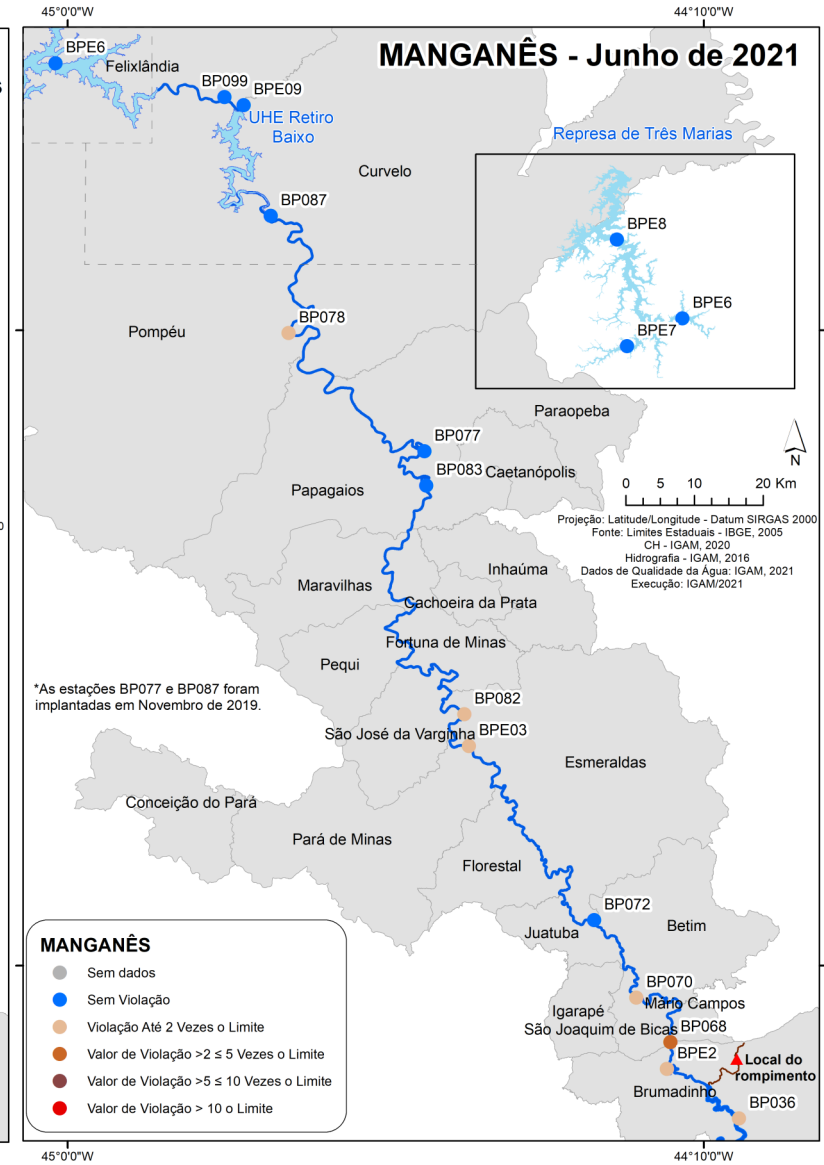 45°0'0"W
44°10'0"W
MANGANÊS - Junho de 2021
BPE6
Felixlândia
BP099
BPE09
UHE Retiro
Baixo
Represa de Três Marias
Curvelo
BP087
BPE8
BPE6
BPE7
BP078
Pompéu
Paraopeba
BP077
BP083
Caetanópolis
N
0 5 10 20 Km
Papagaios
Projeção: Latitude/Longitude - Datum SIRGAS 2000
Fonte: Limites Estaduais - IBGE, 2005
CH - IGAM, 2020
Hidrografia - IGAM, 2016
Dados de Qualidade da Água: IGAM, 2021
Execução: IGAM/2021
Inhaúma
Maravilhas
Cachoeira da Prata
Fortuna de Minas
Pequi
*As estações BP077 e BP087 foram
implantadas em Novembro de 2019.
BP082
São José da Varginha
BPE03
Esmeraldas
Conceição do Pará
Pará de Minas
Florestal
BP072
Juatuba
Betim
MANGANÊS
Sem dados
Sem Violação
Violação Até 2 Vezes o Limite
Valor de Violação >2 ≤ 5 Vezes o Limite
Valor de Violação >5 ≤ 10 Vezes o Limite
Valor de Violação > 10 o Limite
BP070
Mário Campos
Igarapé
São Joaquim de Bicas
BP068
BPE2
Local do
rompimento
Brumadinho
BP036
45°0'0"W
44°10'0"W